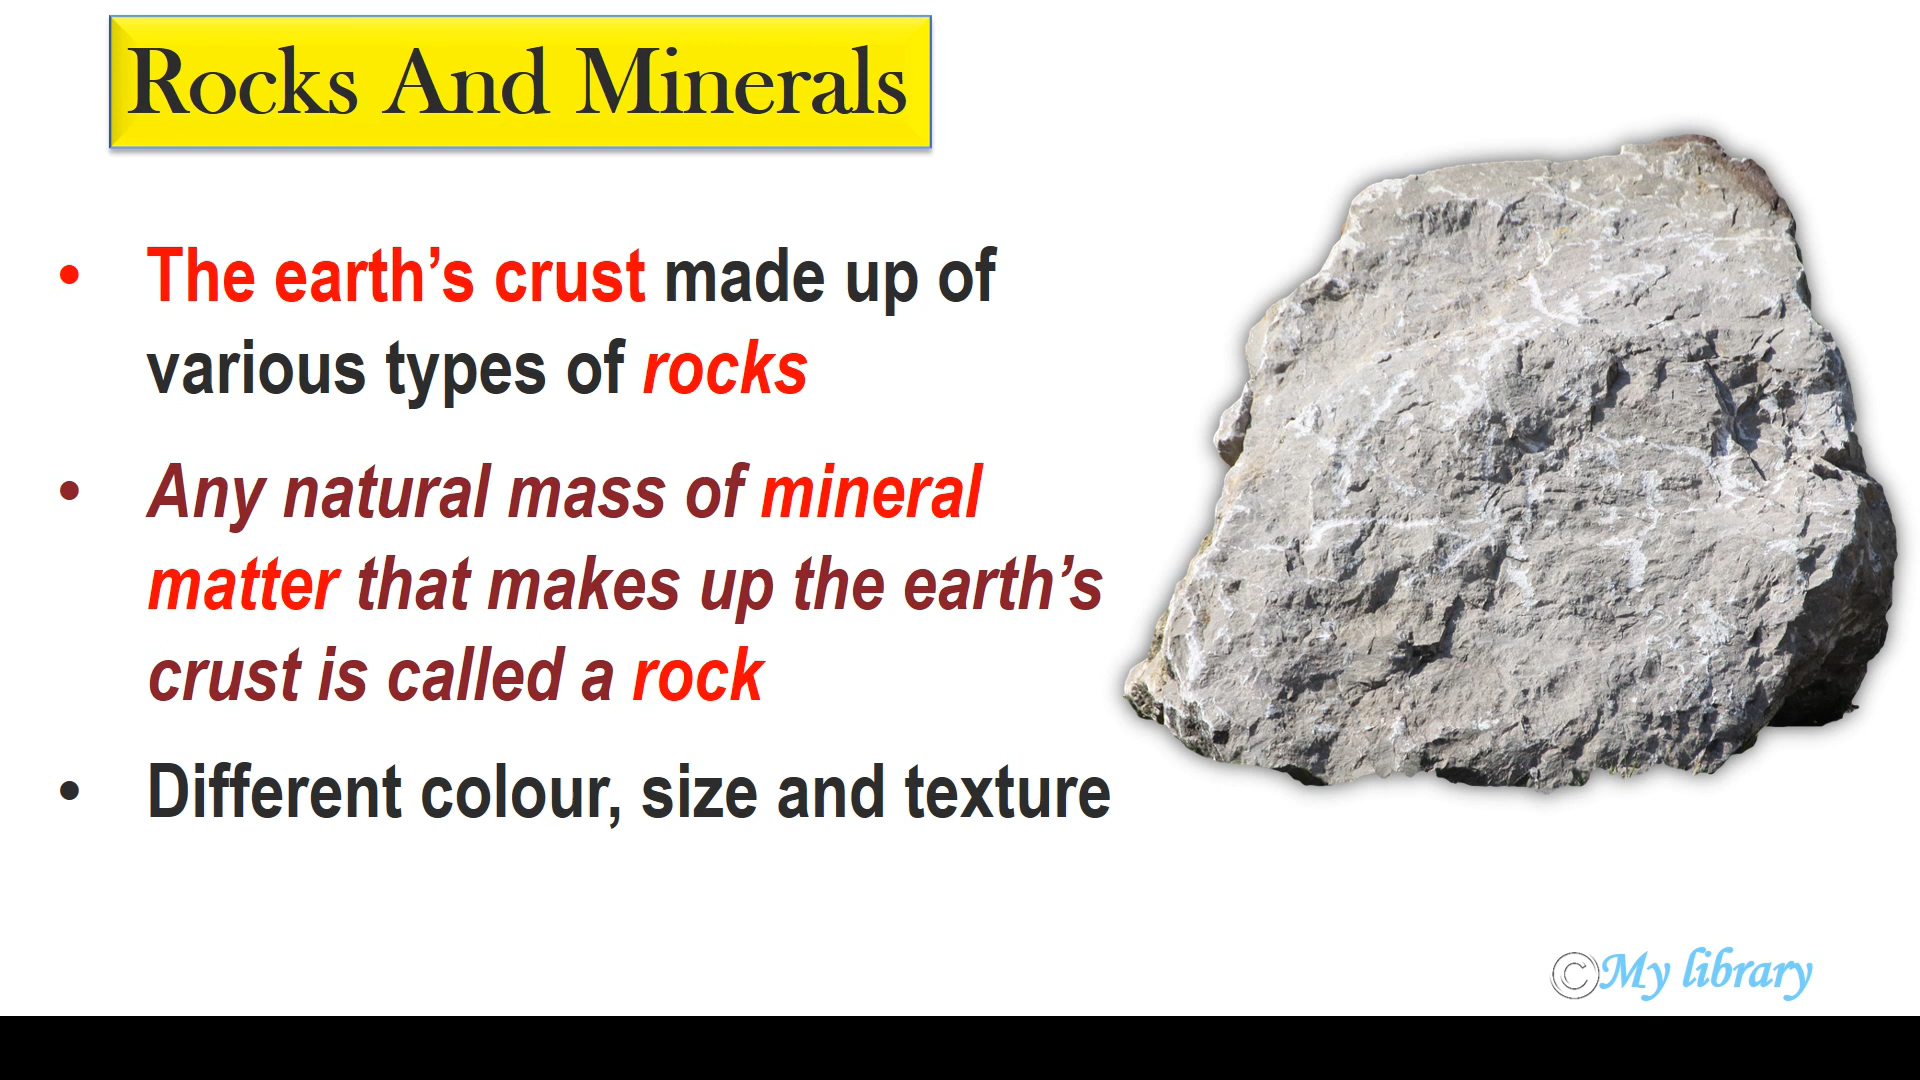 Rocks And Minerals
• The earth’s crust made up of
various types of rocks
• Any natural mass of mineral
matter that makes up the earth’s
crust is called a rock
• Different colour, size and texture
©My library